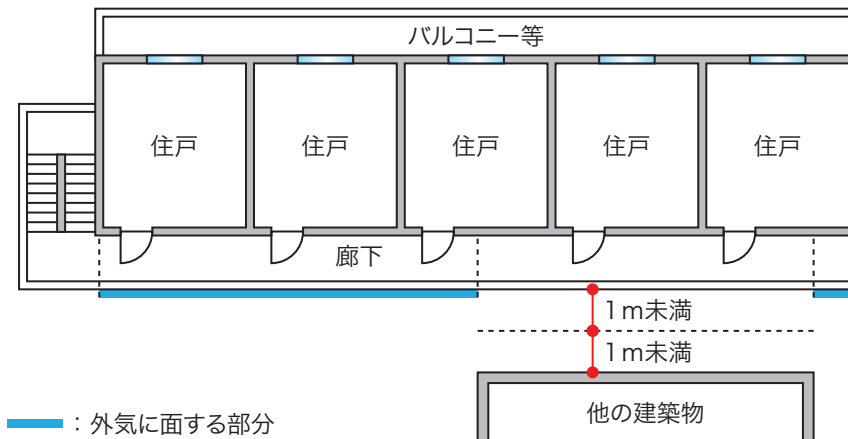 バルコニー等
住戸
住戸
住戸
住戸
住戸
廊下
1m未満
1m未満
他の建築物
：外気に面する部分